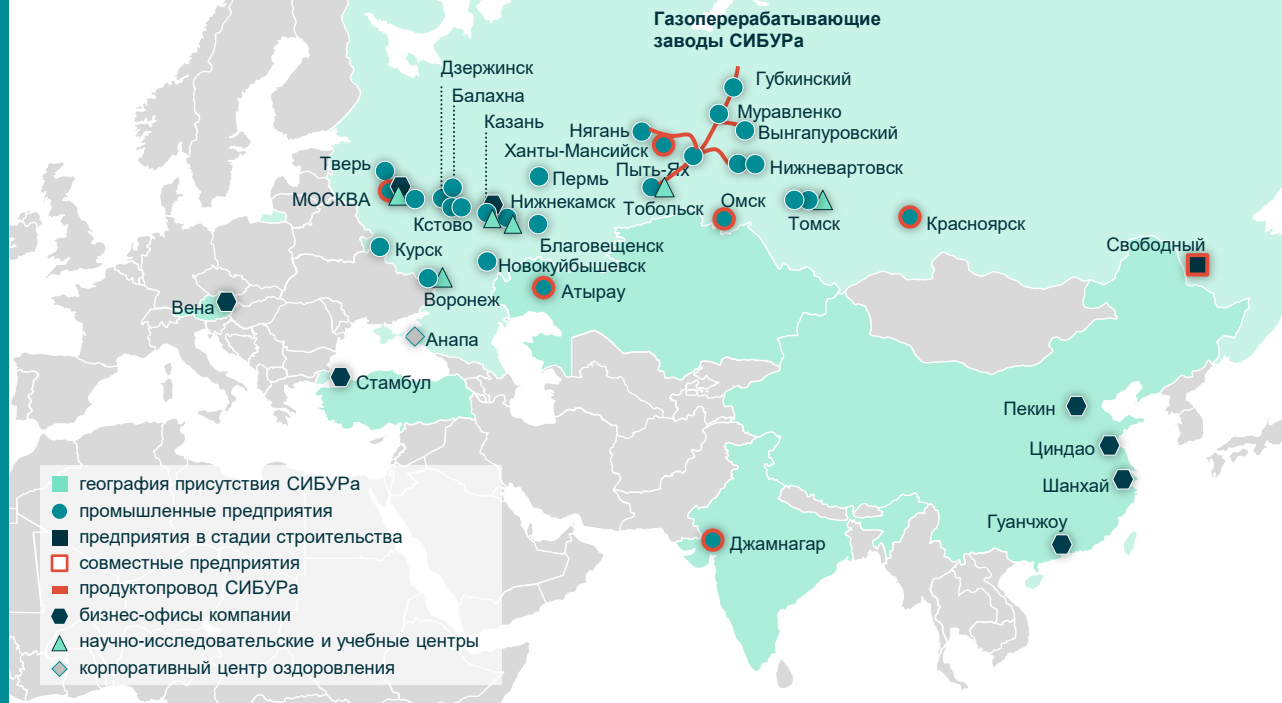 Газоперерабатывающие
заводы СИБУРа
Дзержинск
Балахна
Казань
Губкинский
Муравленко
Вынгапуровский
Нягань
Ханты-Мансийск
Пыть-Ях
Нижневартовск
Тверь
МОСКВА
Пермь
Нижнекамск
Тобольск
Омск
Томск
Красноярск
Кстово
Благовещенск
Свободный
Курск
Новокуйбышевск
Воронеж
Атырау
Вена
Анапа
Стамбул
Пекин
Циндао
Шанхай
Гуанчжоу
Джамнагар
география присутствия СИБУРа
промышленные предприятия
предприятия в стадии строительства
совместные предприятия
продуктопровод СИБУРа
бизнес-офисы компании
научно-исследовательские и учебные центры
корпоративный центр оздоровления